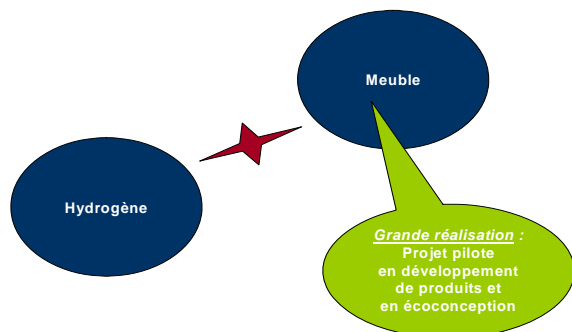 Meuble
Hydrogène
Grande réalisation :
Projet pilote
en développement
de produits et
en écoconception